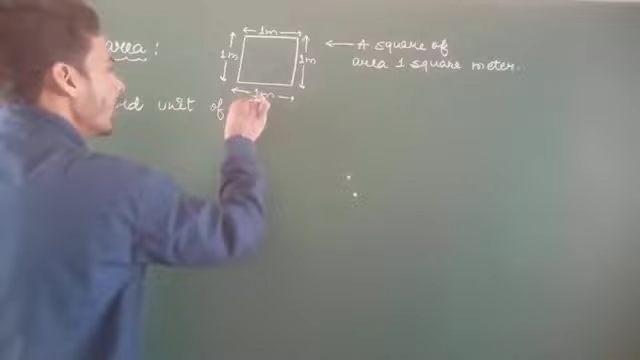 area :
1m
1m
1m
1m
← A square of
area 1 square meter.
unit of